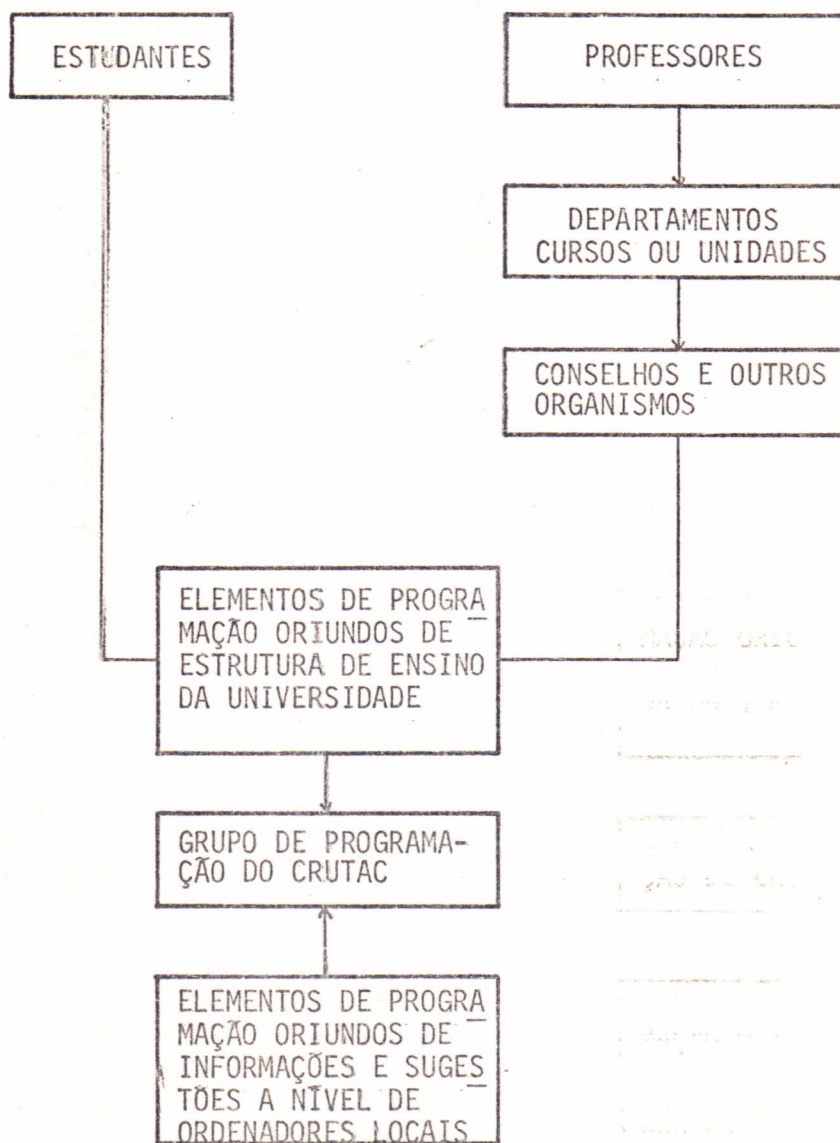 ESTUDANTES
PROFESSORES
DEPARTAMENTOS
CURSOS OU UNIDADES
CONSELHOS E OUTROS
ORGANISMOS
ELEMENTOS DE PROGRA
MAÇÃO ORIUNDOS DE
ESTRUTURA DE ENSINO
DA UNIVERSIDADE
GRUPO DE PROGRAMA-
ÇÃO DO CRUTAC
ELEMENTOS DE PROGRA
MAÇÃO ORIUNDOS DE
INFORMAÇÕES E SUGES
TÕES A NÍVEL DE
ORDENADORES LOCAIS